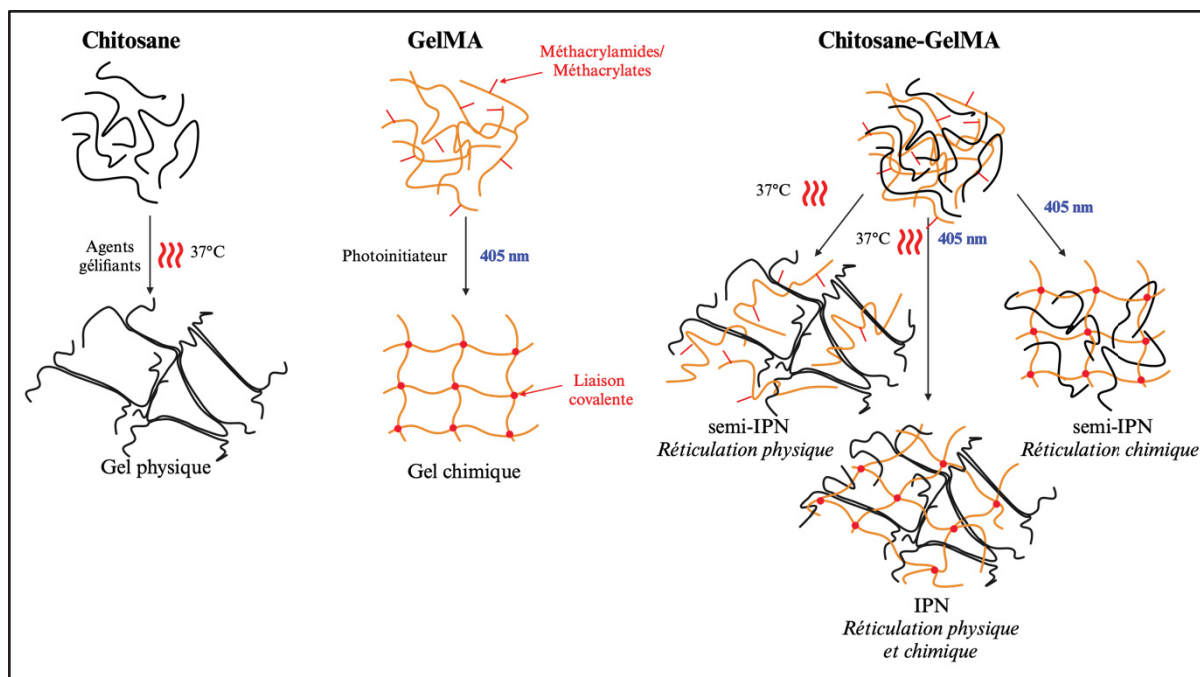 Chitosane
Agents
gélifiants
37°C
Gel physique
GelMA
Méthacrylamides/
Méthacrylates
Photoinitiateur
405 nm
Liaison
covalente
Gel chimique
Chitosane-GelMA
37°C
405 nm
37°C
405 nm
semi-IPN
Réticulation physique
semi-IPN
Réticulation chimique
IPN
Réticulation physique
et chimique